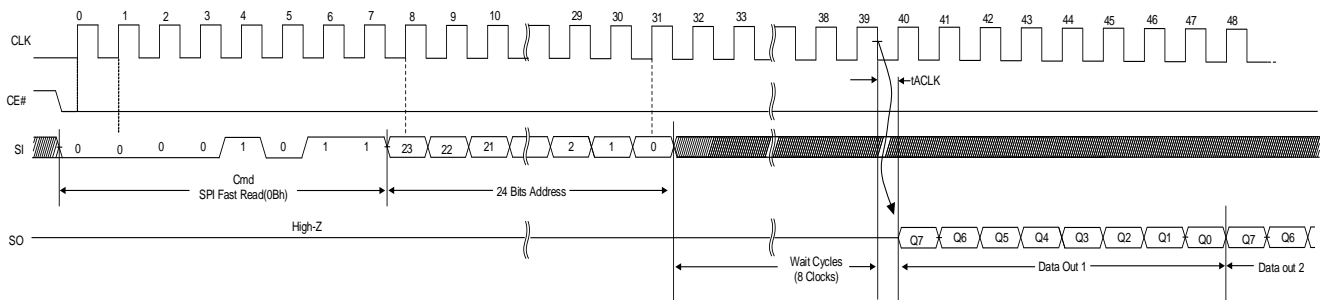 0 1 2 3 4 5 6 7 8 9 10 29 30 31 32 33 38 39 40 41 42 43 44 45 46 47 48
CLK
tACLK
CE#
SI 0 0 0 0 1 0 1 1 23 22 21 2 1 0
Cmd
SPI Fast Read(0Bh)
24 Bits Address
High-Z
SO Q7 Q6 Q5 Q4 Q3 Q2 Q1 Q0 Q7 Q6
Wait Cycles
(8 Clocks)
Data Out 1
Data out 2